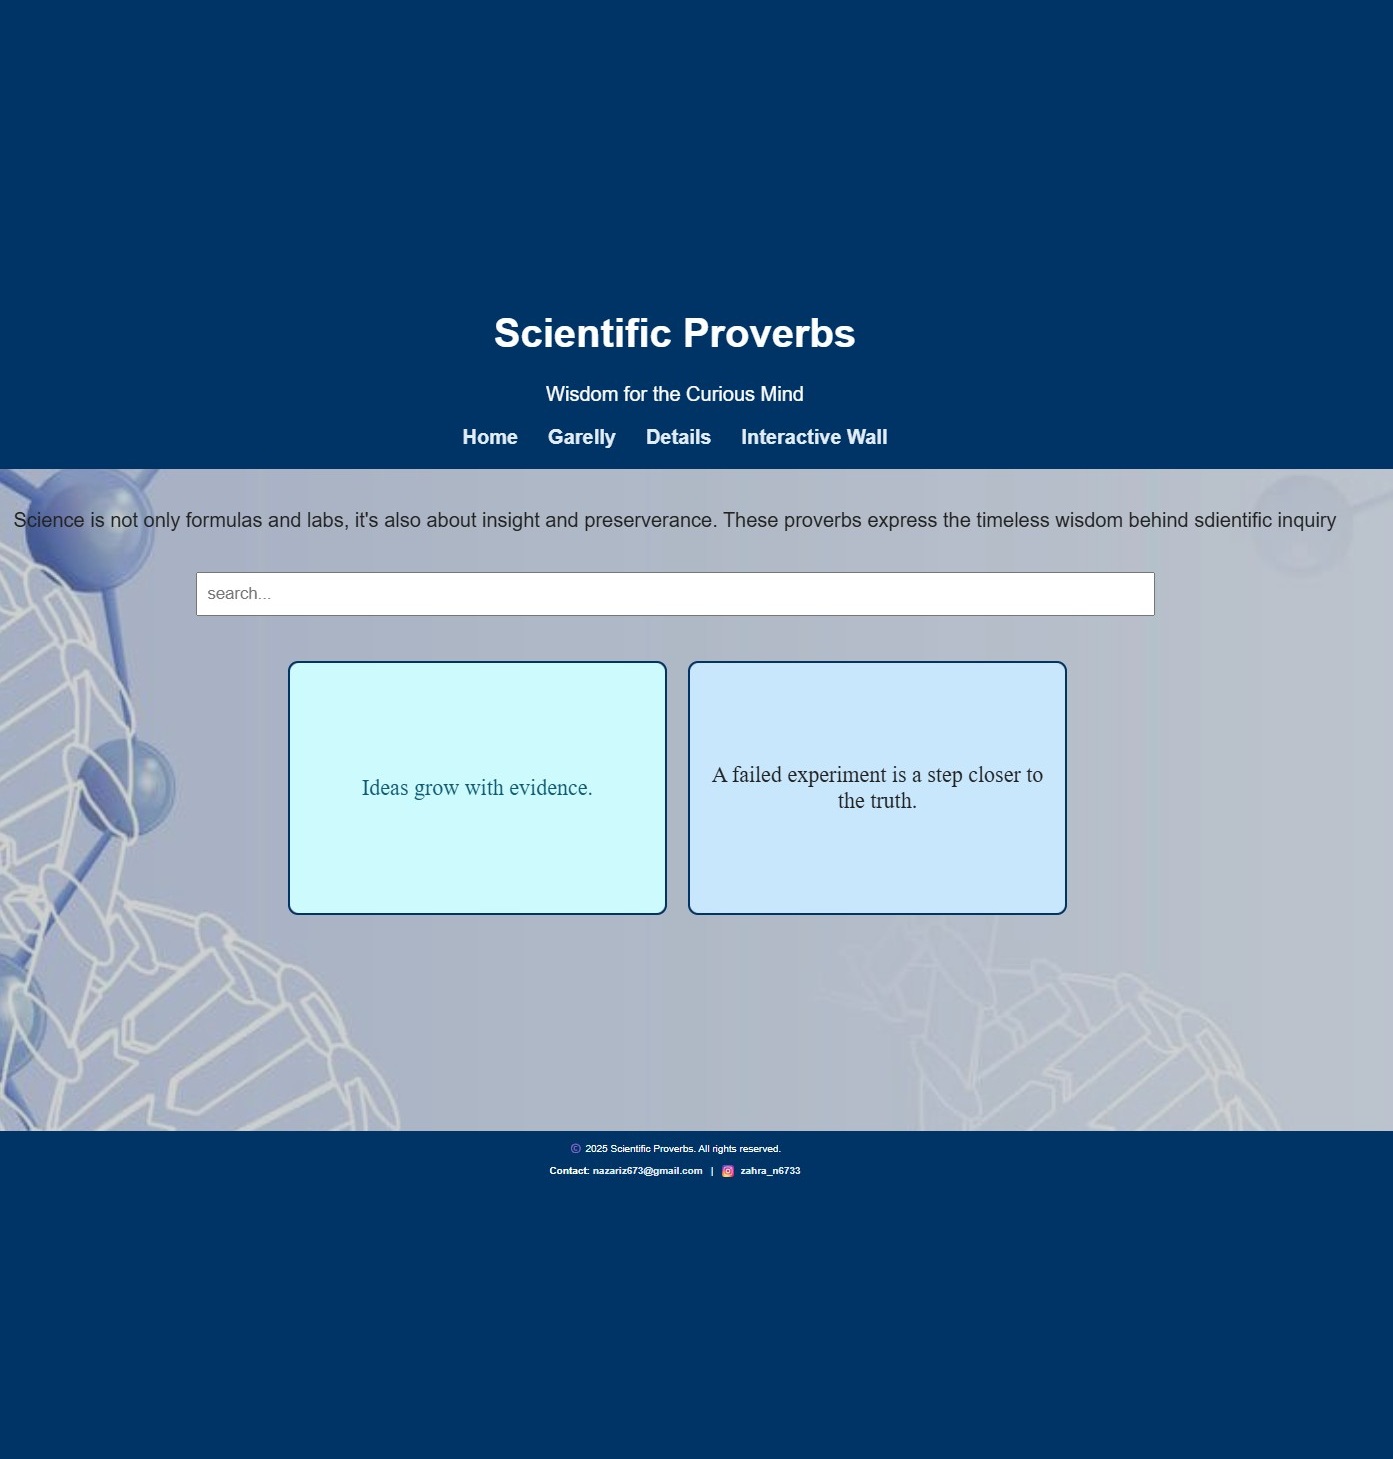 Scientific Proverbs
Wisdom for the Curious Mind
Home Garelly Details Interactive Wall
Science is not only formulas and labs, it's also about insight and preserverance. These proverbs express the timeless wisdom behind sdientific inquiry
search...
Ideas grow with evidence.
A failed experiment is a step closer to
the truth.
© 2025 Scientific Proverbs. All rights reserved.
Contact: nazariz673@gmail.com | zahra_n6733